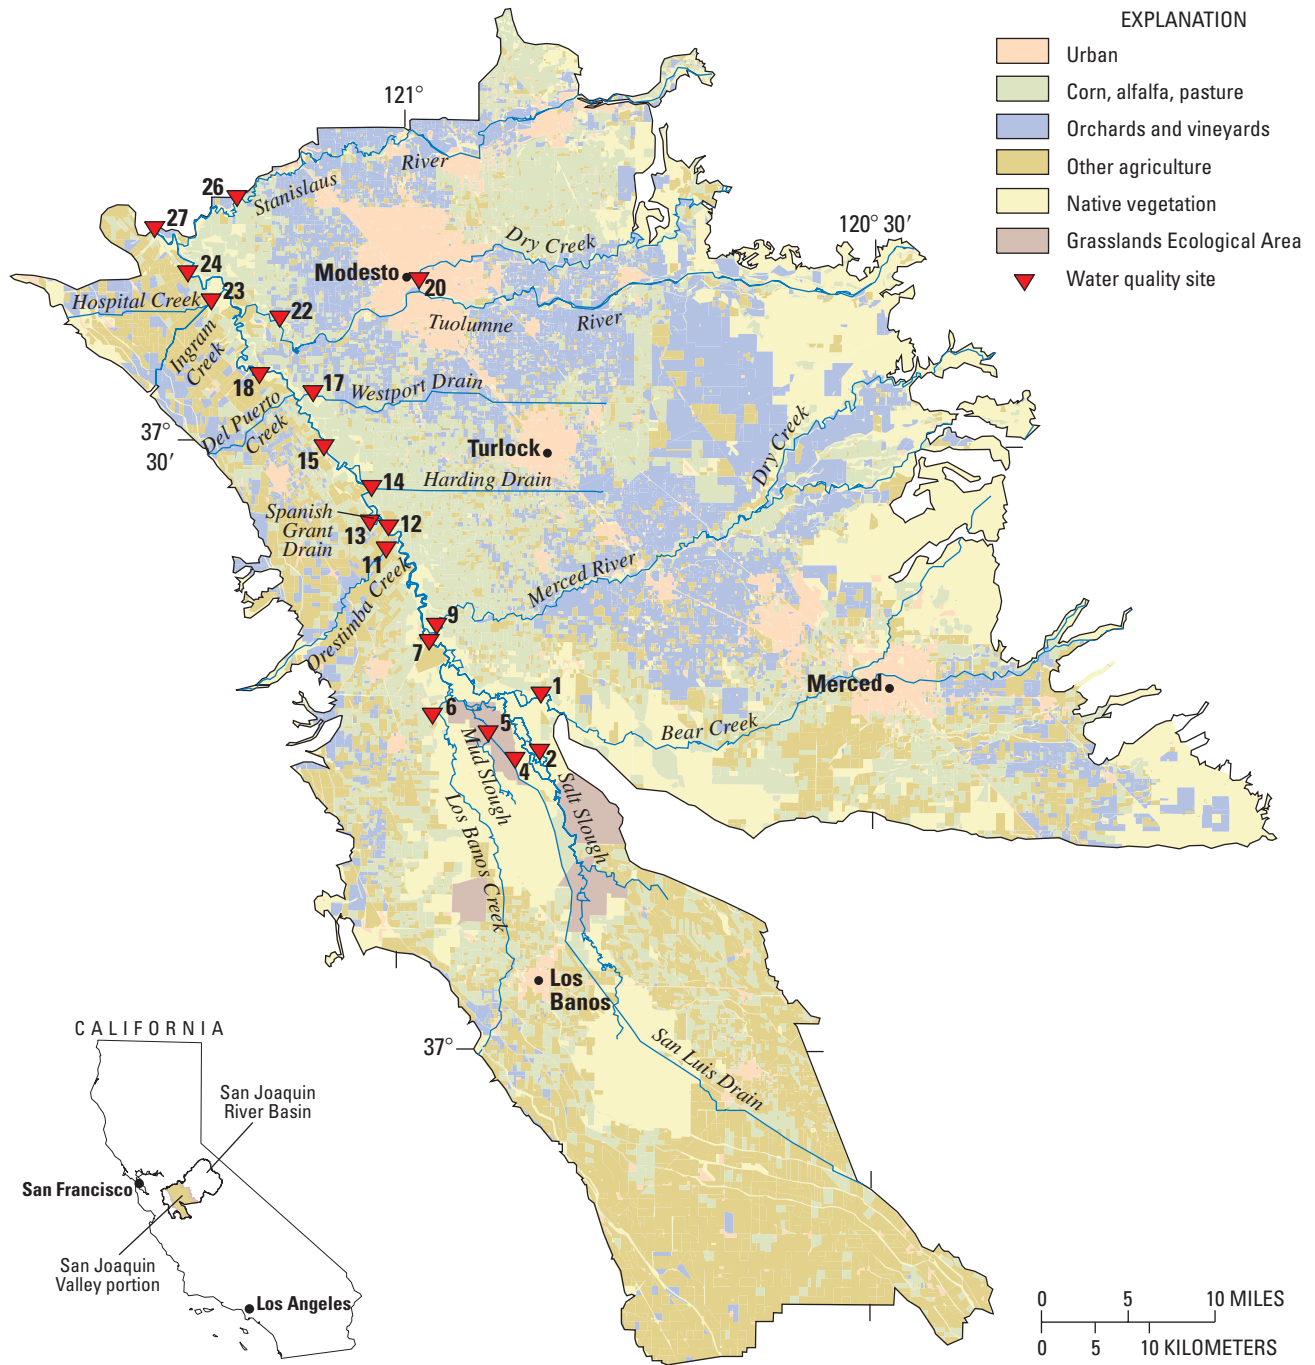 EXPLANATION
Urban
Corn, alfalfa, pasture
Orchards and vineyards
Other agriculture
Native vegetation
Grasslands Ecological Area
Water quality site
121°
120° 30′
River
Stanislaus
26
27
Dry Creek
24
Modesto
20
23
Hospital Creek
22
Tuolumne
River
Ingram
Creek
18
17
Westport Drain
Del Puerto
Creek
37°
30′
15
Turlock
Dry Creek
14
Harding Drain
Spanish
Grant
Drain
13
12
11
Orestimba Creek
Merced River
9
7
1
Merced
6
5
Bear Creek
2
4
Mud Slough
Salt Slough
Los Banos Creek
Los
Banos
37°
San Luis Drain
CALIFORNIA
San Joaquin
River Basin
San Francisco
San Joaquin
Valley portion
Los Angeles
0 5 10 MILES
0 5 10 KILOMETERS